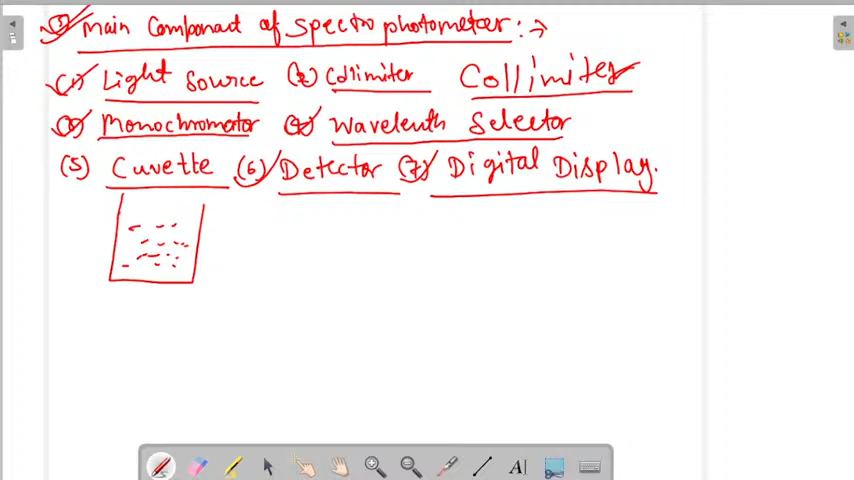 (3) Main Componant of spectrophotometer :→
(1) Light Source (2) Collimiter Collimiter
(3) Monochromator (4) Wavelenth Selector
(5) Cuvette (6) Detector (7) Digital Display.
A